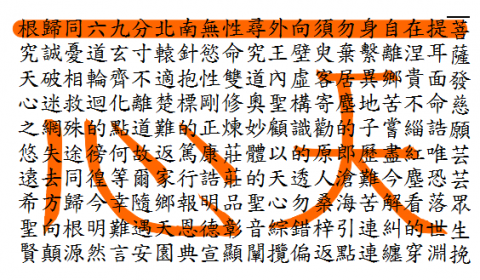 菩薩發慈願芸芸眾生挽
提耳面命誥唯恐落世淵
在涅貴不緇紅塵看的穿
自離鄉苦嘗盡今解糾纏
身繫異地子歷難苦連連
勿棄居塵的郎滄海引點
須臾客寄勸原人桑梓返
向壁虛構識的透勿錯偏
外王內聖顧以天心綜攬
尋究道奧妙體的聖音闡
性命雙修煉莊莊品彰顯
無慾性剛正康誥明德宣
南針抱標的篤行報恩典
北轅適楚難返家鄉天園
分寸不離道故爾隨遇安
九玄齊化點何等幸難言
六道輪迴的徬徨今明然
同憂相救殊途同歸根源
歸誠破迷網失去方向顛
根究天心之悠遠希聖賢
天心